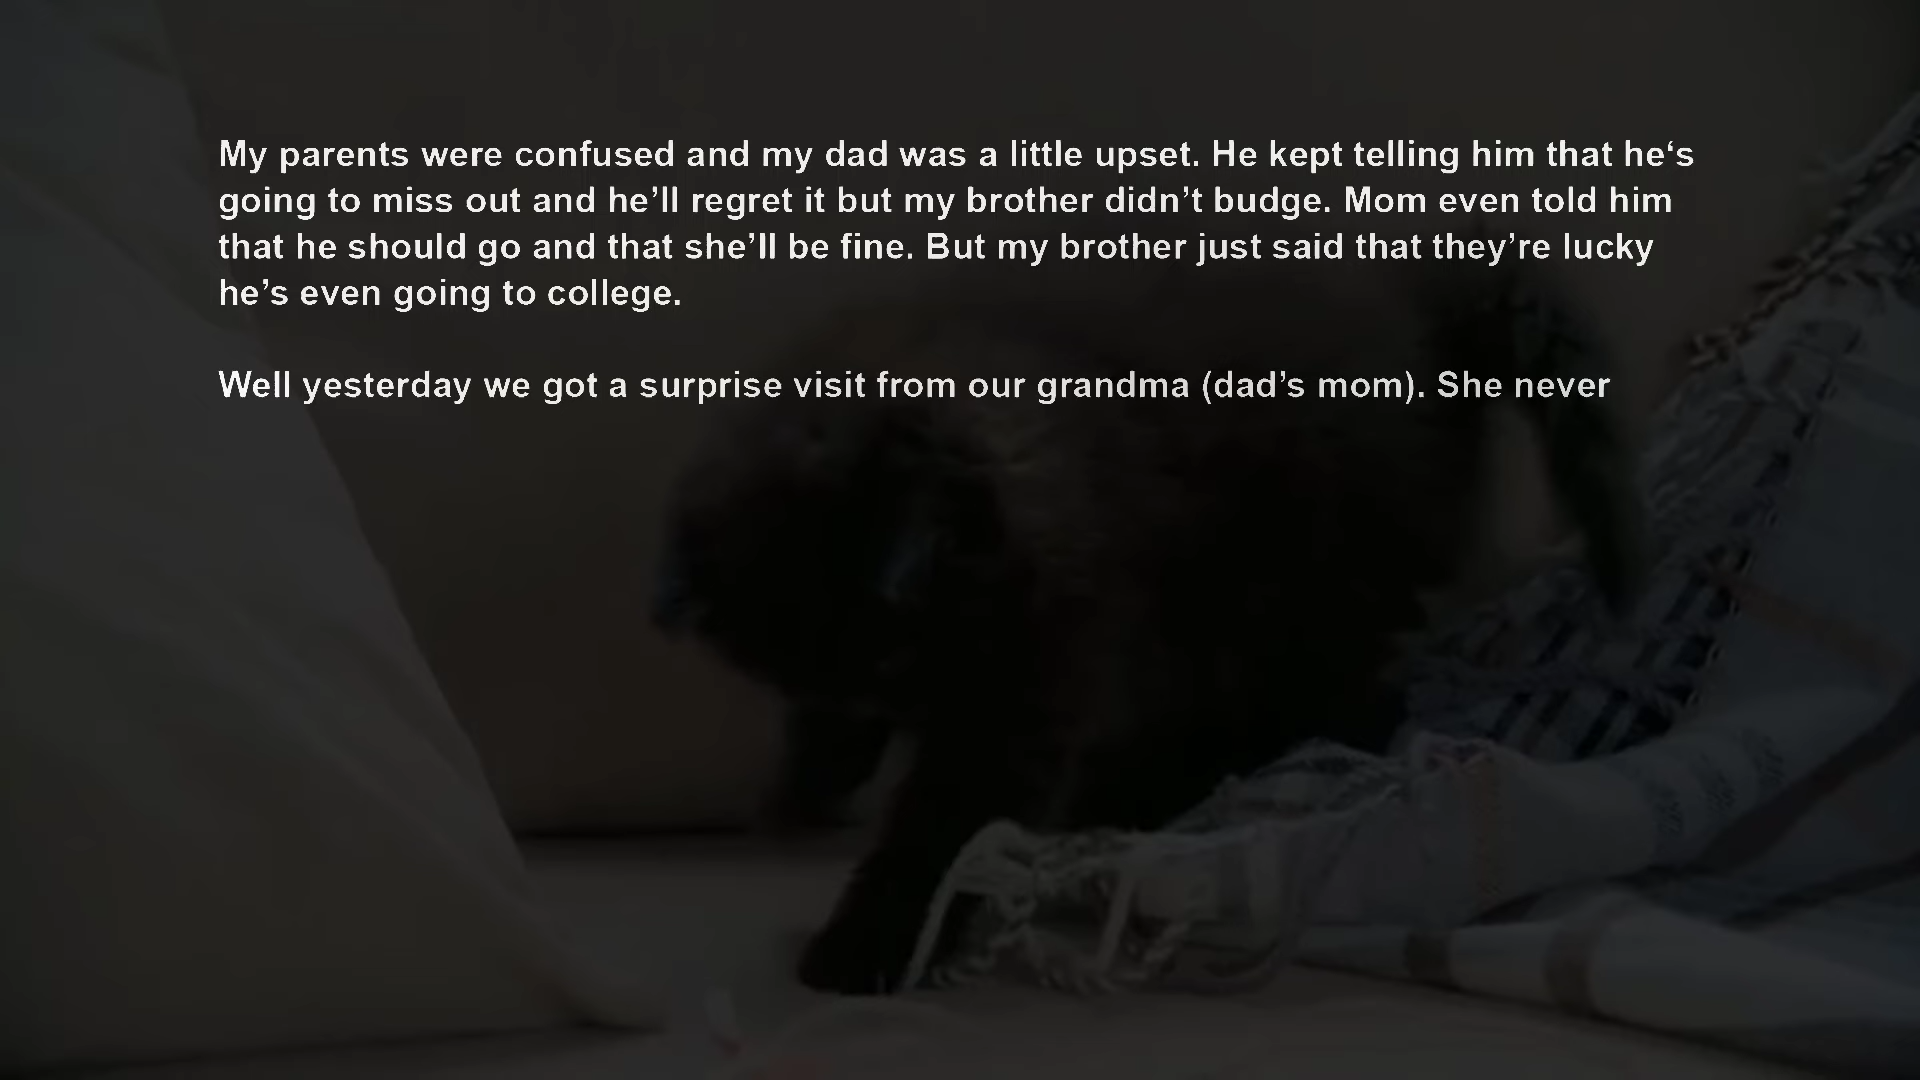 My parents were confused and my dad was a little upset. He kept telling him that he‘s
going to miss out and he’ll regret it but my brother didn’t budge. Mom even told him
that he should go and that she’ll be fine. But my brother just said that they’re lucky
he’s even going to college.
Well yesterday we got a surprise visit from our grandma (dad’s mom). She never